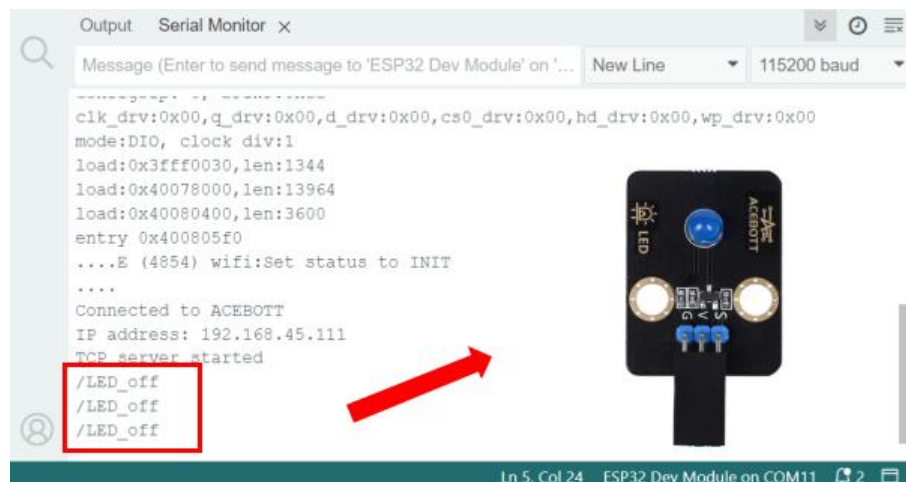 Output Serial Monitor ×
Message (Enter to send message to 'ESP32 Dev Module' on '... New Line 115200 baud
clk_drv:0x00,q_drv:0x00,d_drv:0x00,cs0_drv:0x00,hd_drv:0x00,wp_drv:0x00
mode:DIO, clock div:1
load:0x3fff0030,len:1344
load:0x40078000,len:13964
load:0x40080400,len:3600
entry 0x400805f0
....E (4854) wifi:Set status to INIT
....
Connected to ACEBOTT
IP address: 192.168.45.111
TCP server started
/LED_off
/LED_off
/LED_off
LED
ACEBOTT
G V S
Ln 5, Col 24 ESP32 Dev Module on COM11 2